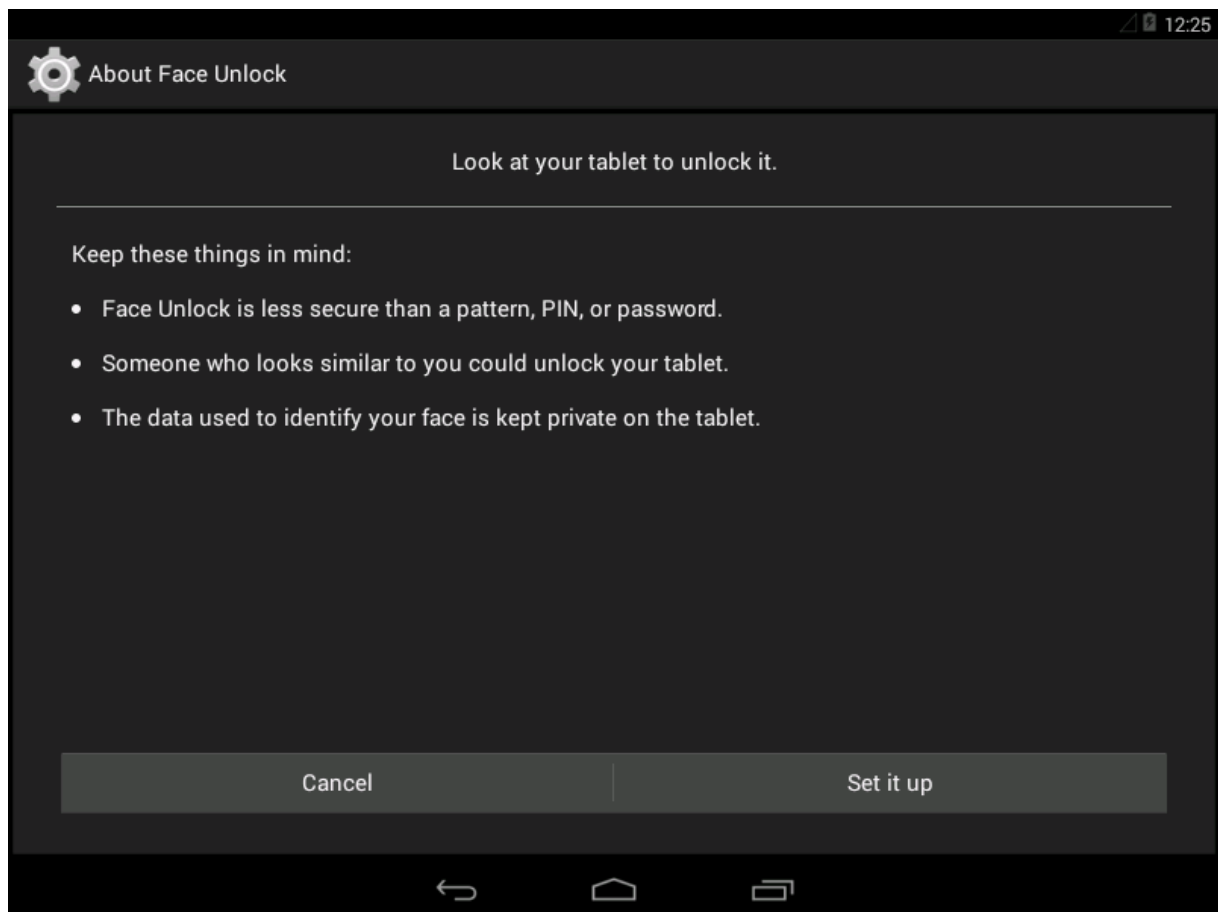 12:25
About Face Unlock
Look at your tablet to unlock it.
Keep these things in mind:
• Face Unlock is less secure than a pattern, PIN, or password.
• Someone who looks similar to you could unlock your tablet.
• The data used to identify your face is kept private on the tablet.
Cancel
Set it up